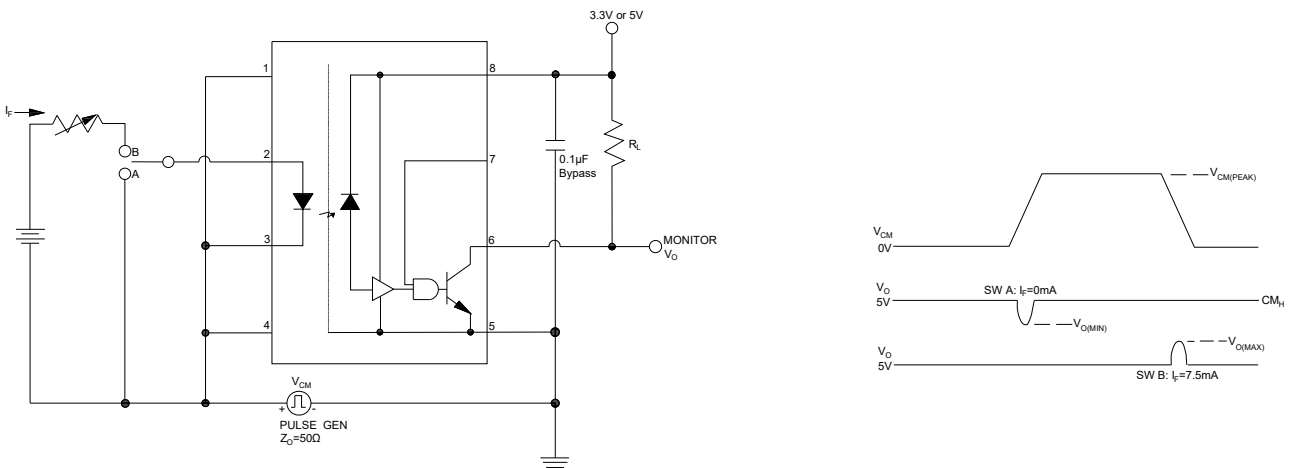 3.3V or 5V
1
8
I_F
B
A
2
7
0.1µF
Bypass
R_L
3
6
MONITOR
V_O
4
5
V_CM
+ -
PULSE GEN
Z_O=50Ω
V_CM(PEAK)
V_CM
0V
SW A: I_F=0mA
V_O
5V
CM_H
V_O(MIN)
V_O
5V
V_O(MAX)
SW B: I_F=7.5mA